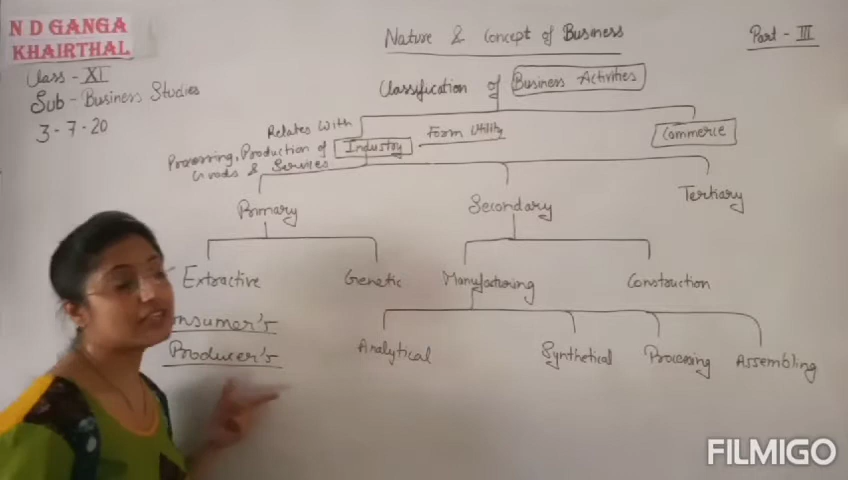 N D GANGA
KHAIRTHAL
Class - XI
Sub - Business Studies
3-7-20
Nature & Concept of Business
Part - III
Classification of Business Activities
Relates with
Processing, Production of
Goods & Services
Industry
Form Utility
Commerce
Primary
Secondary
Tertiary
Extractive
Genetic
Manufacturing
Construction
onsumer's
Producer's
Analytical
Synthetical
Processing
Assembling
FILMIGO